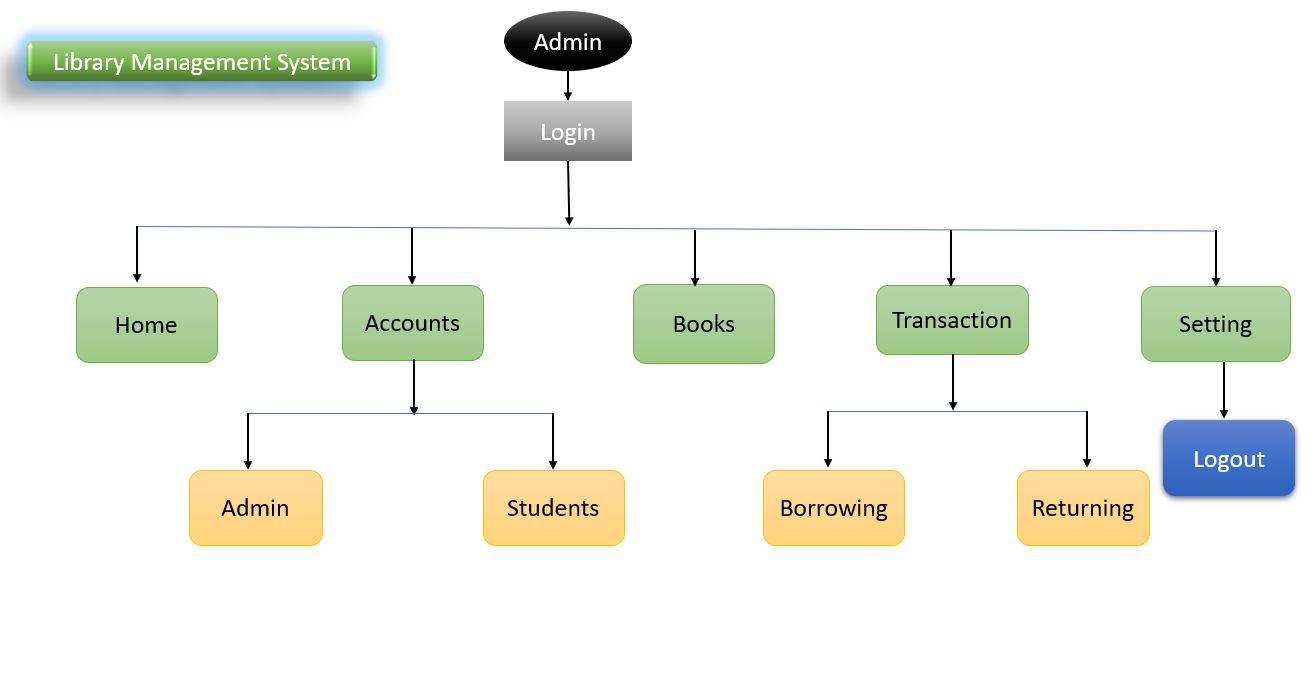 Library Management System
Admin
Login
Home
Accounts
Books
Transaction
Setting
Admin
Students
Borrowing
Returning
Logout